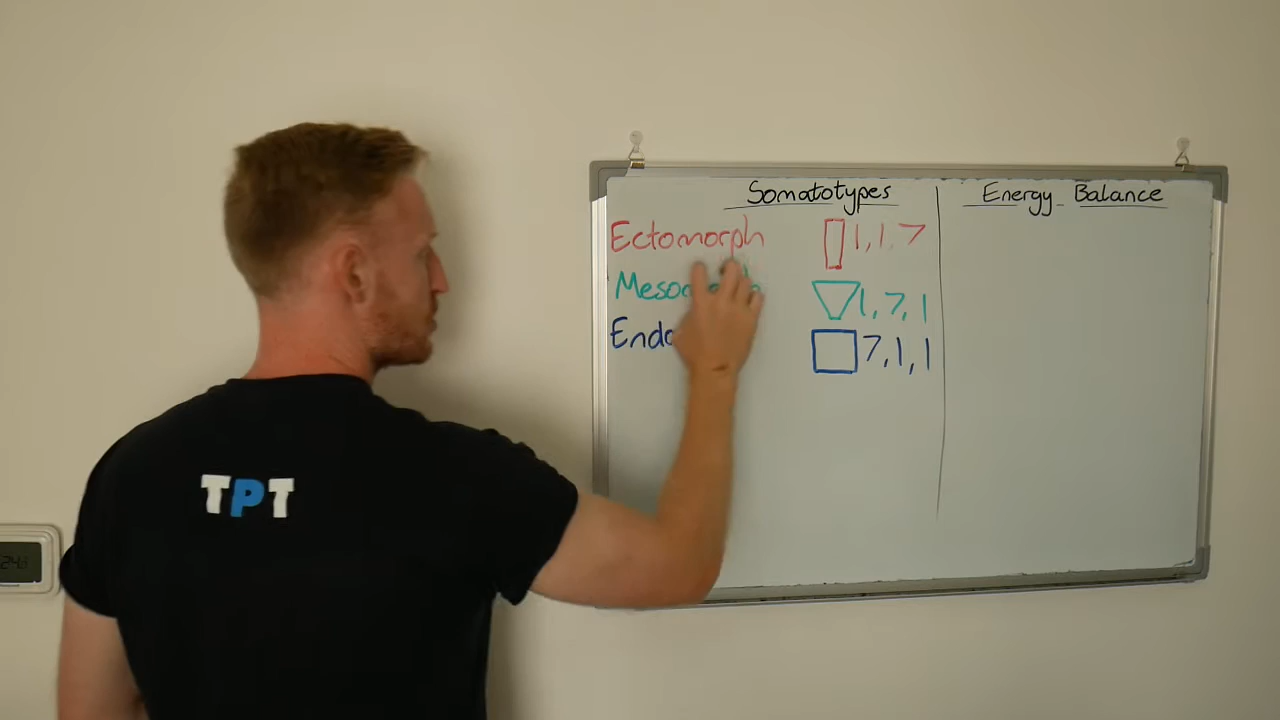 Somatotypes
Energy Balance
Ectomorph 1, 1, 7
1, 7, 1
7, 1, 1
TPT